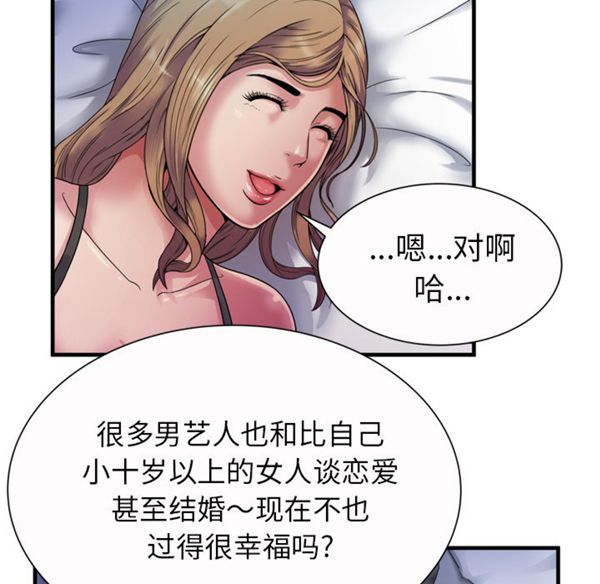 ...嗯...对啊
哈...
很多男艺人也和比自己
小十岁以上的女人谈恋爱
甚至结婚～现在不也
过得很幸福吗?